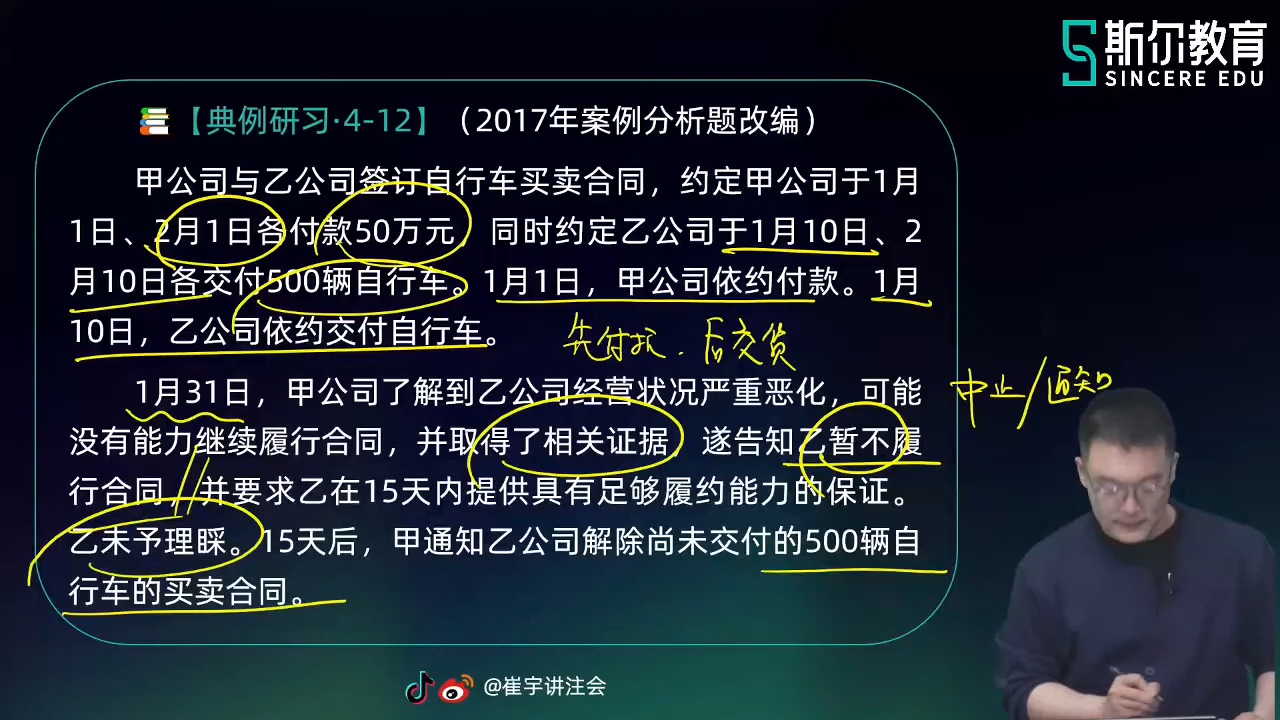 斯尔教育
SINCERE EDU
【典例研习·4-12】（2017年案例分析题改编）
甲公司与乙公司签订自行车买卖合同，约定甲公司于1月
1日、2月1日各付款50万元，同时约定乙公司于1月10日、2
月10日各交付500辆自行车。1月1日，甲公司依约付款。1月
10日，乙公司依约交付自行车。
先付款．后交货
1月31日，甲公司了解到乙公司经营状况严重恶化，可能
中止/通知
没有能力继续履行合同，并取得了相关证据，遂告知乙暂不履
行合同，并要求乙在15天内提供具有足够履约能力的保证。
乙未予理睬。15天后，甲通知乙公司解除尚未交付的500辆自
行车的买卖合同。
@崔宇讲注会